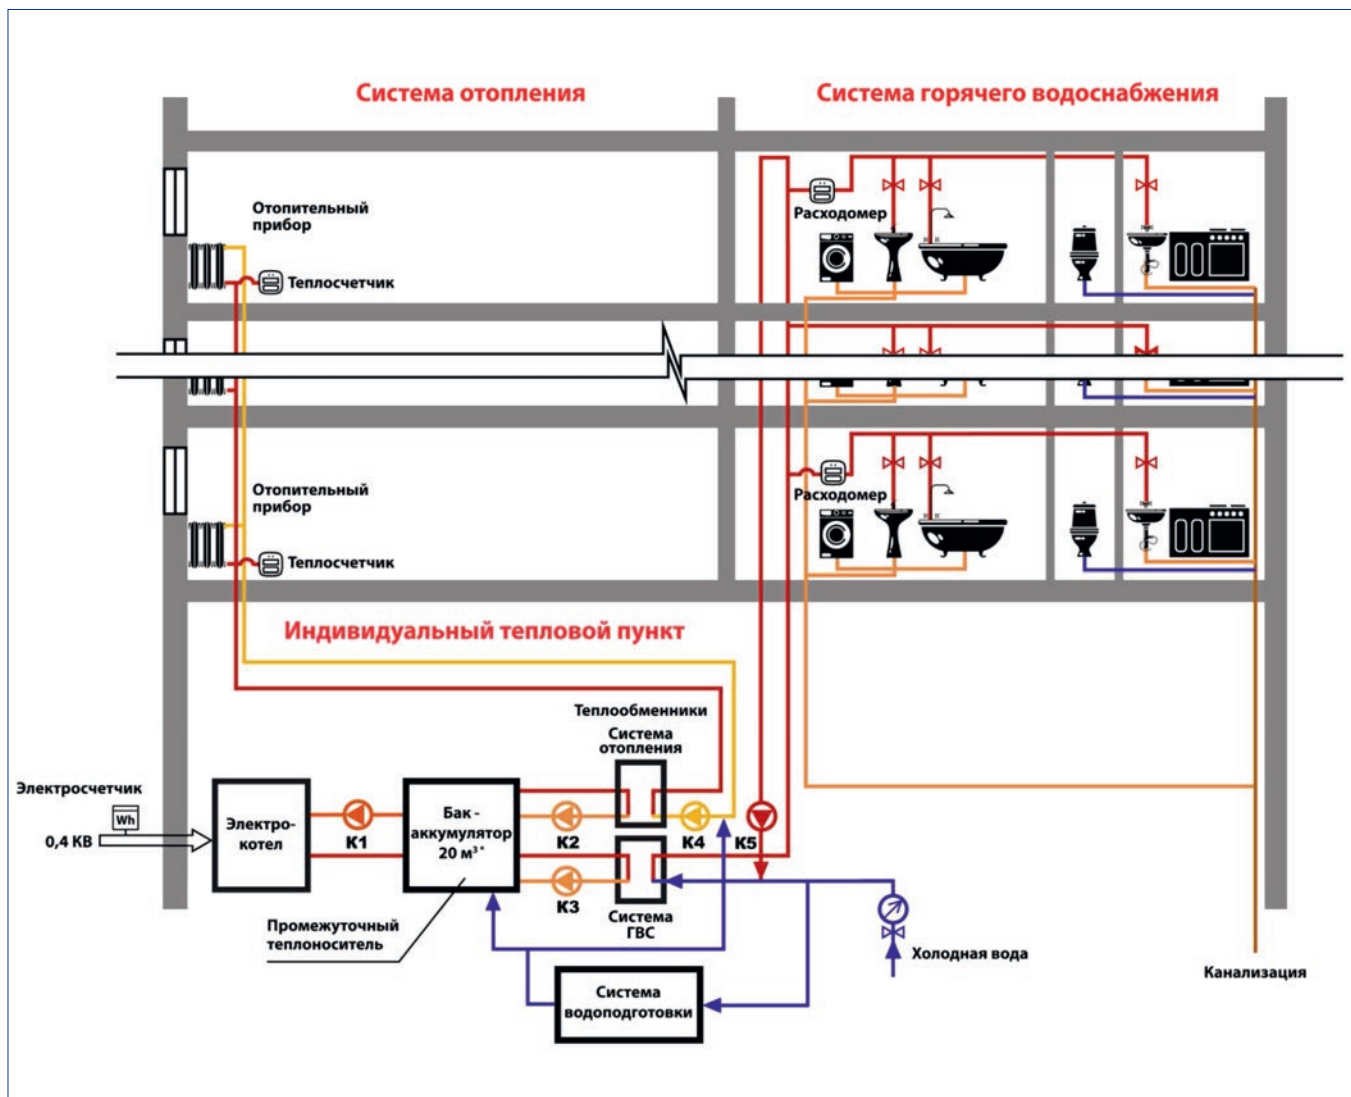 Система отопления
Система горячего водоснабжения
Отопительный
прибор
Теплосчетчик
Расходомер
Отопительный
прибор
Теплосчетчик
Расходомер
Индивидуальный тепловой пункт
Теплообменники
Система
отопления
Электросчетчик
Wh
0,4 КВ
Электро-
котел
К1
Бак -
аккумулятор
20 м³*
К2
К4
К5
К3
Система
ГВС
Промежуточный
теплоноситель
Холодная вода
Канализация
Система
водоподготовки